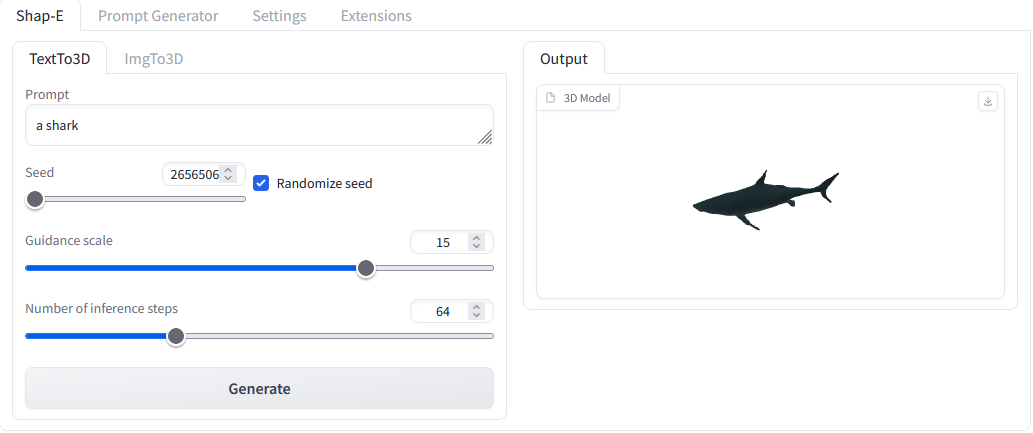 Shap-E Prompt Generator Settings Extensions
TextTo3D ImgTo3D
Prompt
a shark
Seed 2656506
Randomize seed
Guidance scale 15
Number of inference steps 64
Generate
Output
3D Model